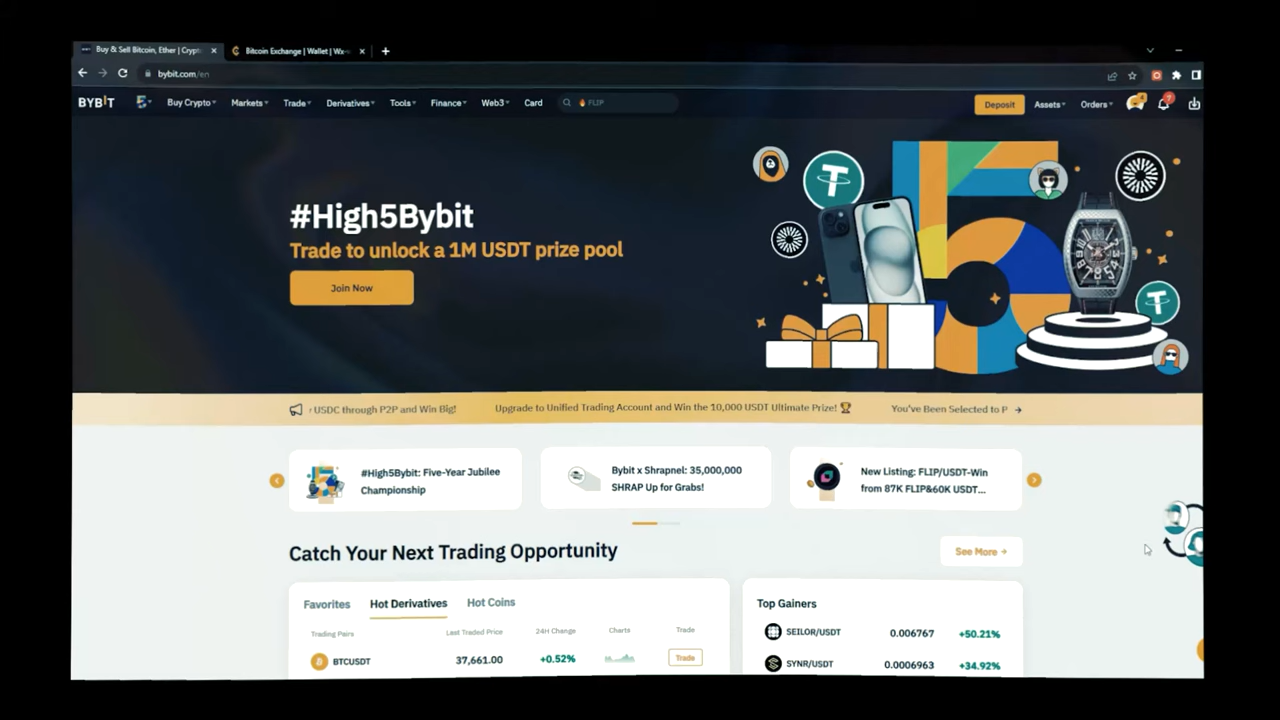 Buy & Sell Bitcoin, Ether | Crypto
Bitcoin Exchange | Wallet | Wx
bybit.com/en
BYBIT
Buy Crypto
Markets
Trade
Derivatives
Tools
Finance
Web3
Card
FLIP
Deposit
Assets
Orders
#High5Bybit
Trade to unlock a 1M USDT prize pool
Join Now
USDC through P2P and Win Big!
Upgrade to Unified Trading Account and Win the 10,000 USDT Ultimate Prize!
You've Been Selected to P
#High5Bybit: Five-Year Jubilee
Championship
Bybit x Shrapnel: 35,000,000
SHRAP Up for Grabs!
New Listing: FLIP/USDT-Win
from 87K FLIP&60K USDT...
Catch Your Next Trading Opportunity
See More
Favorites
Hot Derivatives
Hot Coins
Trading Pairs
Last Traded Price
24H Change
Charts
Trade
BTCUSDT
37,661.00
+0.52%
Trade
Top Gainers
SEILOR/USDT
0.006767
+50.21%
SYNR/USDT
0.0006963
+34.92%